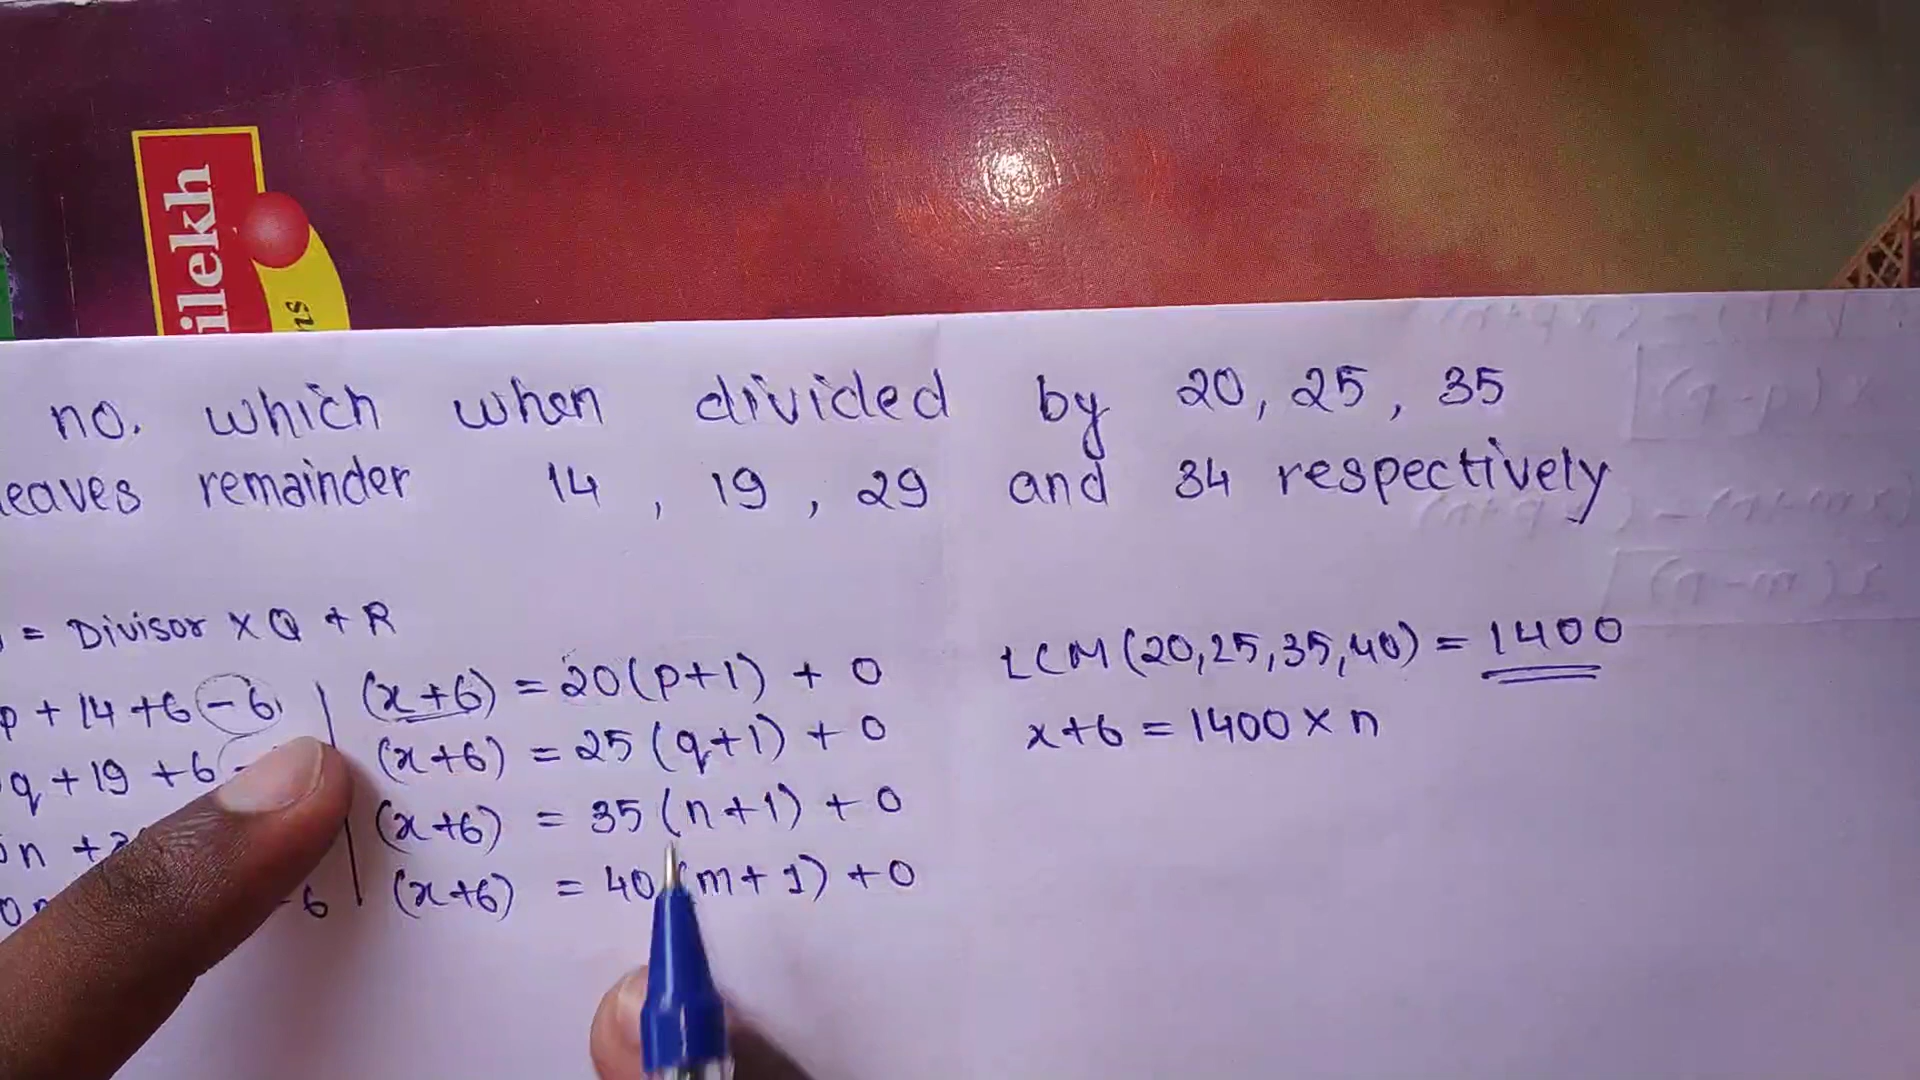 ilekh
ns
no. which when divided by 20, 25, 35
leaves remainder 14, 19, 29 and 34 respectively
= Divisor × Q + R
p + 14 + 6 - 6
q + 19 + 6 -
n +
- 6
(x+6) = 20(p+1) + 0
(x+6) = 25(q+1) + 0
(x+6) = 35(n+1) + 0
(x+6) = 40(m+1) + 0
LCM(20,25,35,40) = 1400
x+6 = 1400 × n